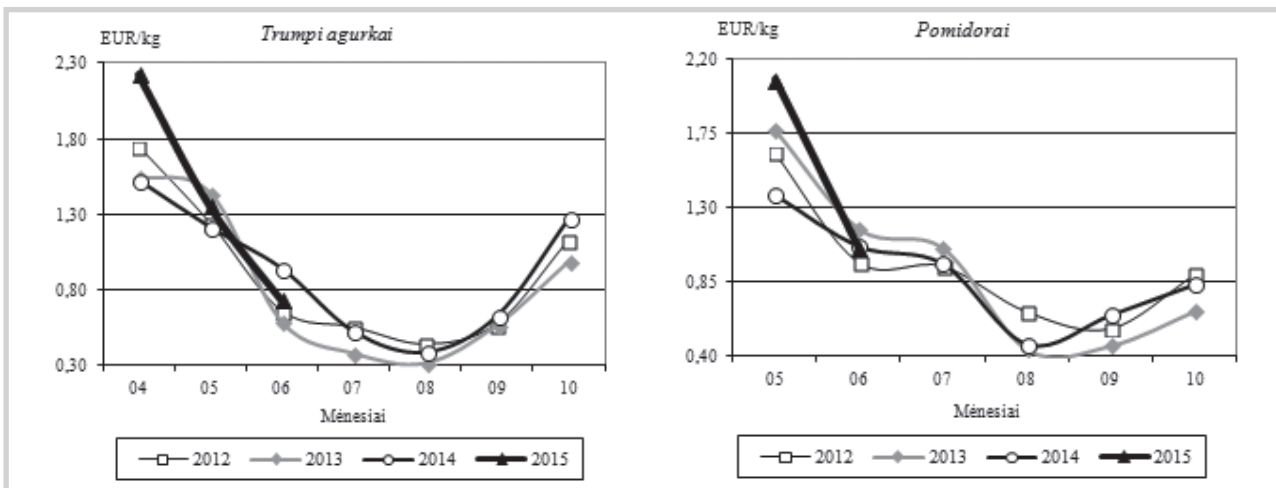 EUR/kg
Trumpi agurkai
2,30
1,80
1,30
0,80
0,30
04 05 06 07 08 09 10
Mėnesiai
2012 2013 2014 2015
EUR/kg
Pomidorai
2,20
1,75
1,30
0,85
0,40
05 06 07 08 09 10
Mėnesiai
2012 2013 2014 2015